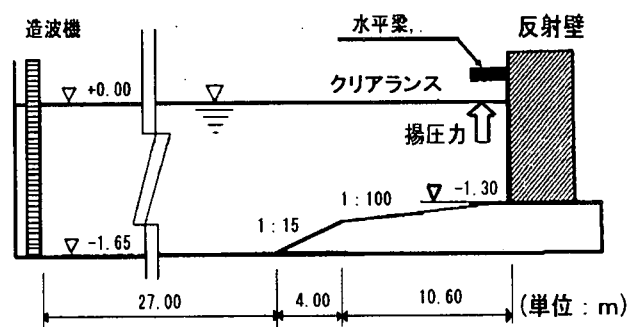 造波機
水平梁,
反射壁
+0.00
クリアランス
揚圧力
1：100
-1.30
1：15
-1.65
27.00
4.00
10.60
(単位：m)